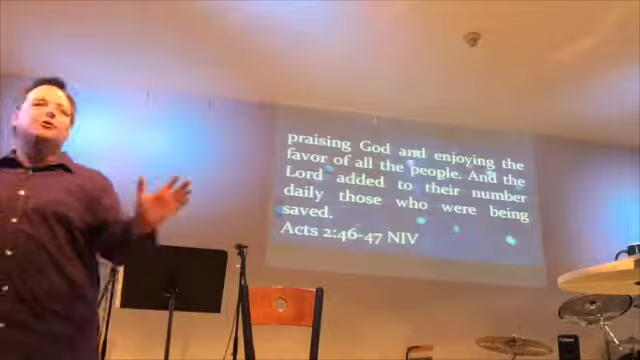 praising God and enjoying the
favor of all the people. And the
Lord added to their number
daily those who were being
saved.
Acts 2:46-47 NIV